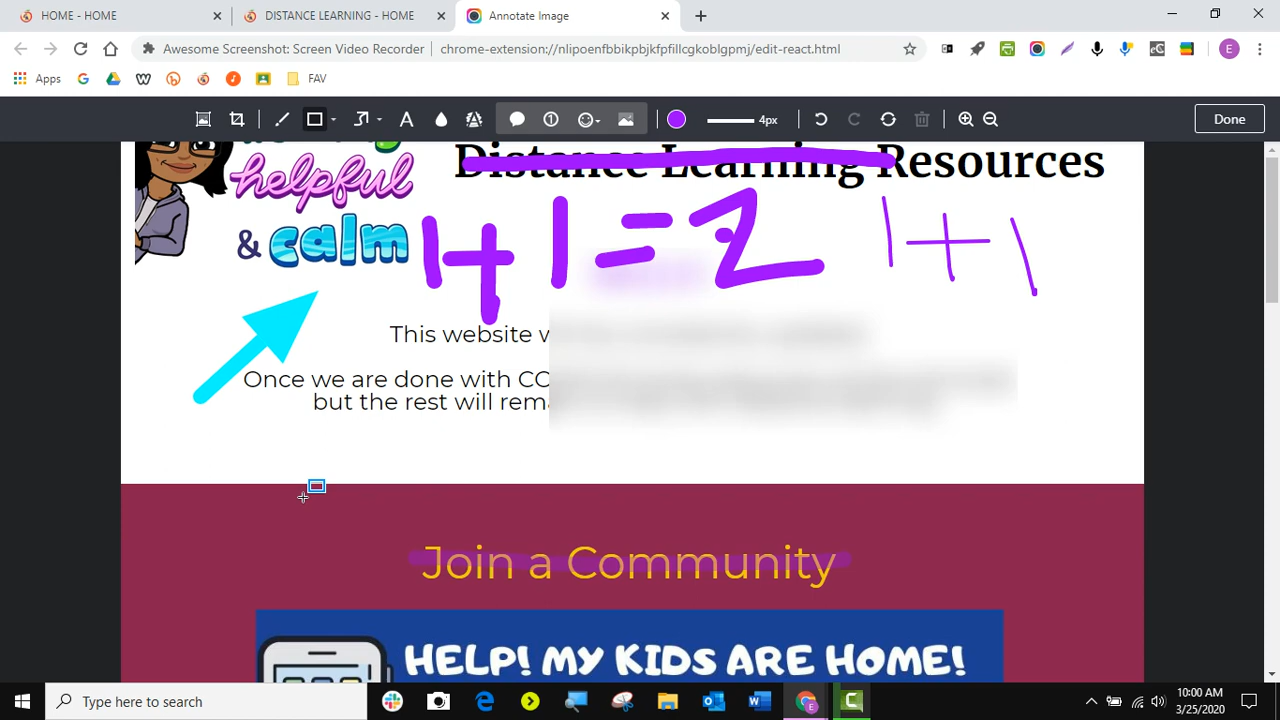 HOME - HOME
DISTANCE LEARNING - HOME
Annotate Image
Awesome Screenshot: Screen Video Recorder
chrome-extension://nlipoenfbbikpbjkfpfillcgkoblgpmj/edit-react.html
E
Apps
FAV
4px
Done
helpful
& calm
Distance Learning Resources
1+1=2
1+1
This website w
Once we are done with CO
but the rest will rema
Join a Community
HELP! MY KIDS ARE HOME!
Type here to search
10:00 AM
3/25/2020